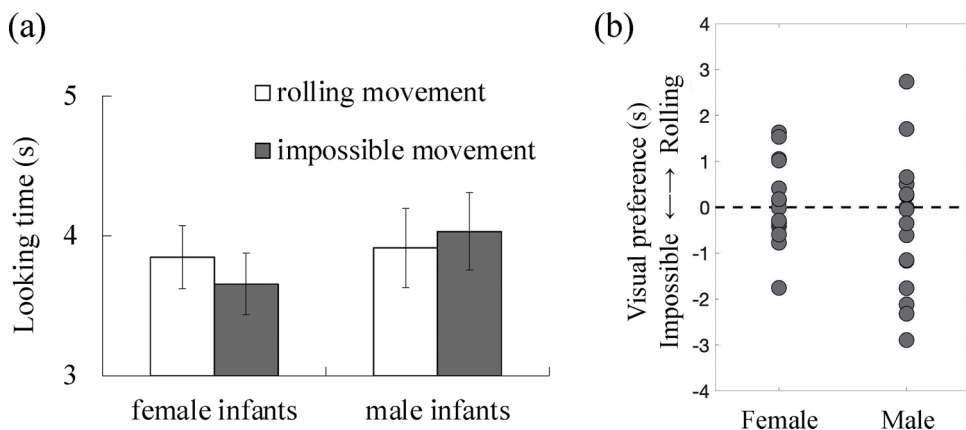 (a)
5
4
3
Looking time (s)
rolling movement
impossible movement
female infants
male infants
(b)
4
3
2
1
0
-1
-2
-3
-4
Visual preference (s)
Impossible ←→ Rolling
Female
Male